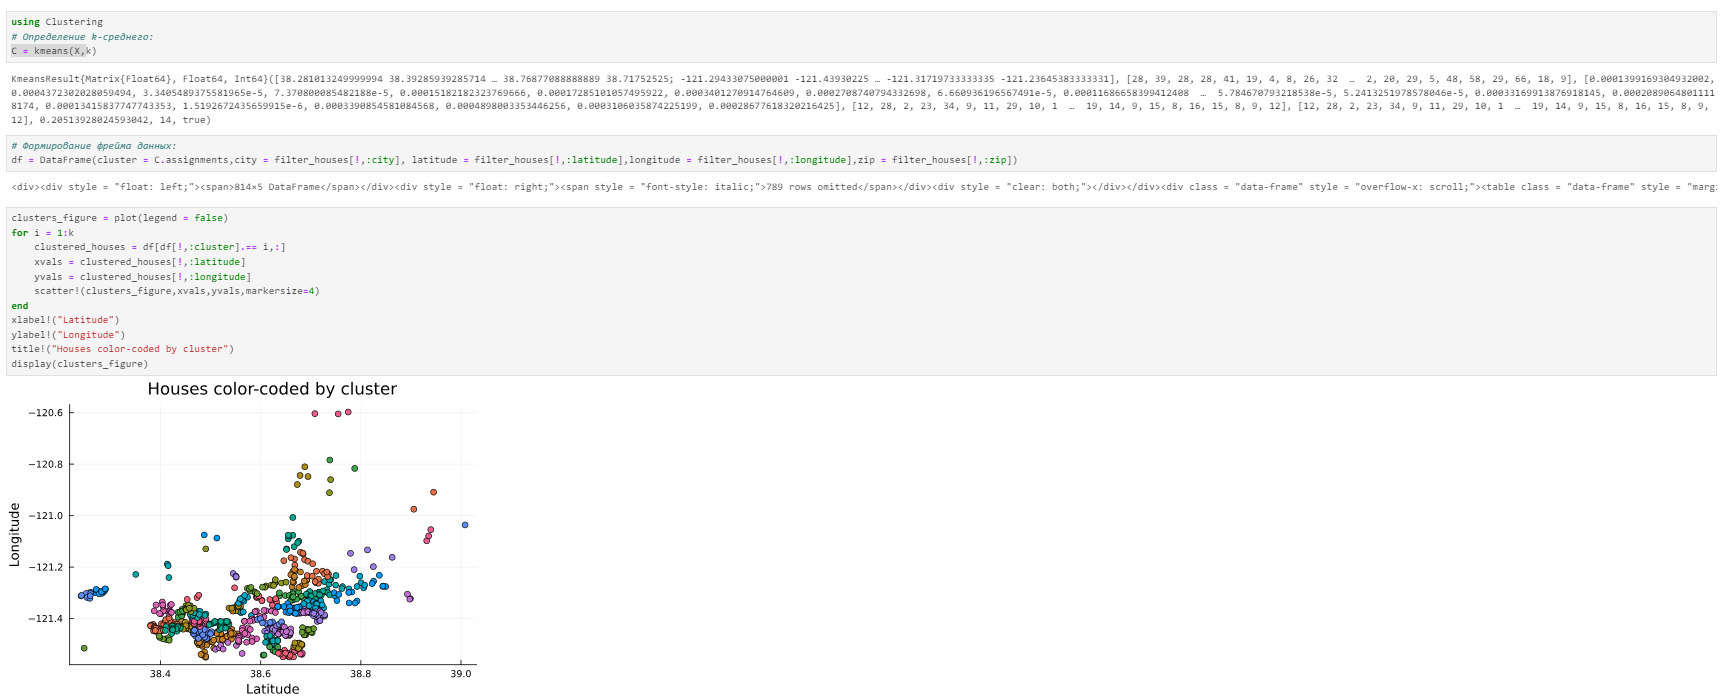 using Clustering
# Определение k-среднего:
C = kmeans(X,k)
KmeansResult{Matrix{Float64}, Float64, Int64}([38.281013249999994 38.39285939285714 … 38.76877088888889 38.71752525; -121.29433075000001 -121.43930225 … -121.31719733333335 -121.23645383333331], [28, 39, 28, 28, 41, 19, 4, 8, 26, 32  …  2, 20, 29, 5, 48, 58, 29, 66, 18, 9], [0.0001399169304932002,
0.0004372302028059494, 3.3405489375581965e-5, 7.370800085482188e-5, 0.00015182182323769666, 0.00017285101057495922, 0.0003401270914764609, 0.0002708740794332698, 6.660936196567491e-5, 0.00011686658399412408  …  5.784670793218538e-5, 5.2413251978578046e-5, 0.00033169913876918145, 0.0002089064801111
8174, 0.00013415837747743353, 1.5192672435659915e-6, 0.0003390854581084568, 0.0004898003353446256, 0.0003106035874225199, 0.00028677618320216425], [12, 28, 2, 23, 34, 9, 11, 29, 10, 1  …  19, 14, 9, 15, 8, 16, 15, 8, 9, 12], [12, 28, 2, 23, 34, 9, 11, 29, 10, 1  …  19, 14, 9, 15, 8, 16, 15, 8, 9,
12], 0.20513928024593042, 14, true)
# Формирование фрейма данных:
df = DataFrame(cluster = C.assignments,city = filter_houses[!,:city], latitude = filter_houses[!,:latitude],longitude = filter_houses[!,:longitude],zip = filter_houses[!,:zip])
<div><div style = "float: left;"><span>814×5 DataFrame</span></div><div style = "float: right;"><span style = "font-style: italic;">789 rows omitted</span></div><div style = "clear: both;"></div></div><div class = "data-frame" style = "overflow-x: scroll;"><table class = "data-frame" style = "marg
clusters_figure = plot(legend = false)
for i = 1:k
    clustered_houses = df[df[!,:cluster].== i,:]
    xvals = clustered_houses[!,:latitude]
    yvals = clustered_houses[!,:longitude]
    scatter!(clusters_figure,xvals,yvals,markersize=4)
end
xlabel!("Latitude")
ylabel!("Longitude")
title!("Houses color-coded by cluster")
display(clusters_figure)
Houses color-coded by cluster
−120.6
−120.8
−121.0
−121.2
−121.4
Longitude
38.4 38.6 38.8 39.0
Latitude